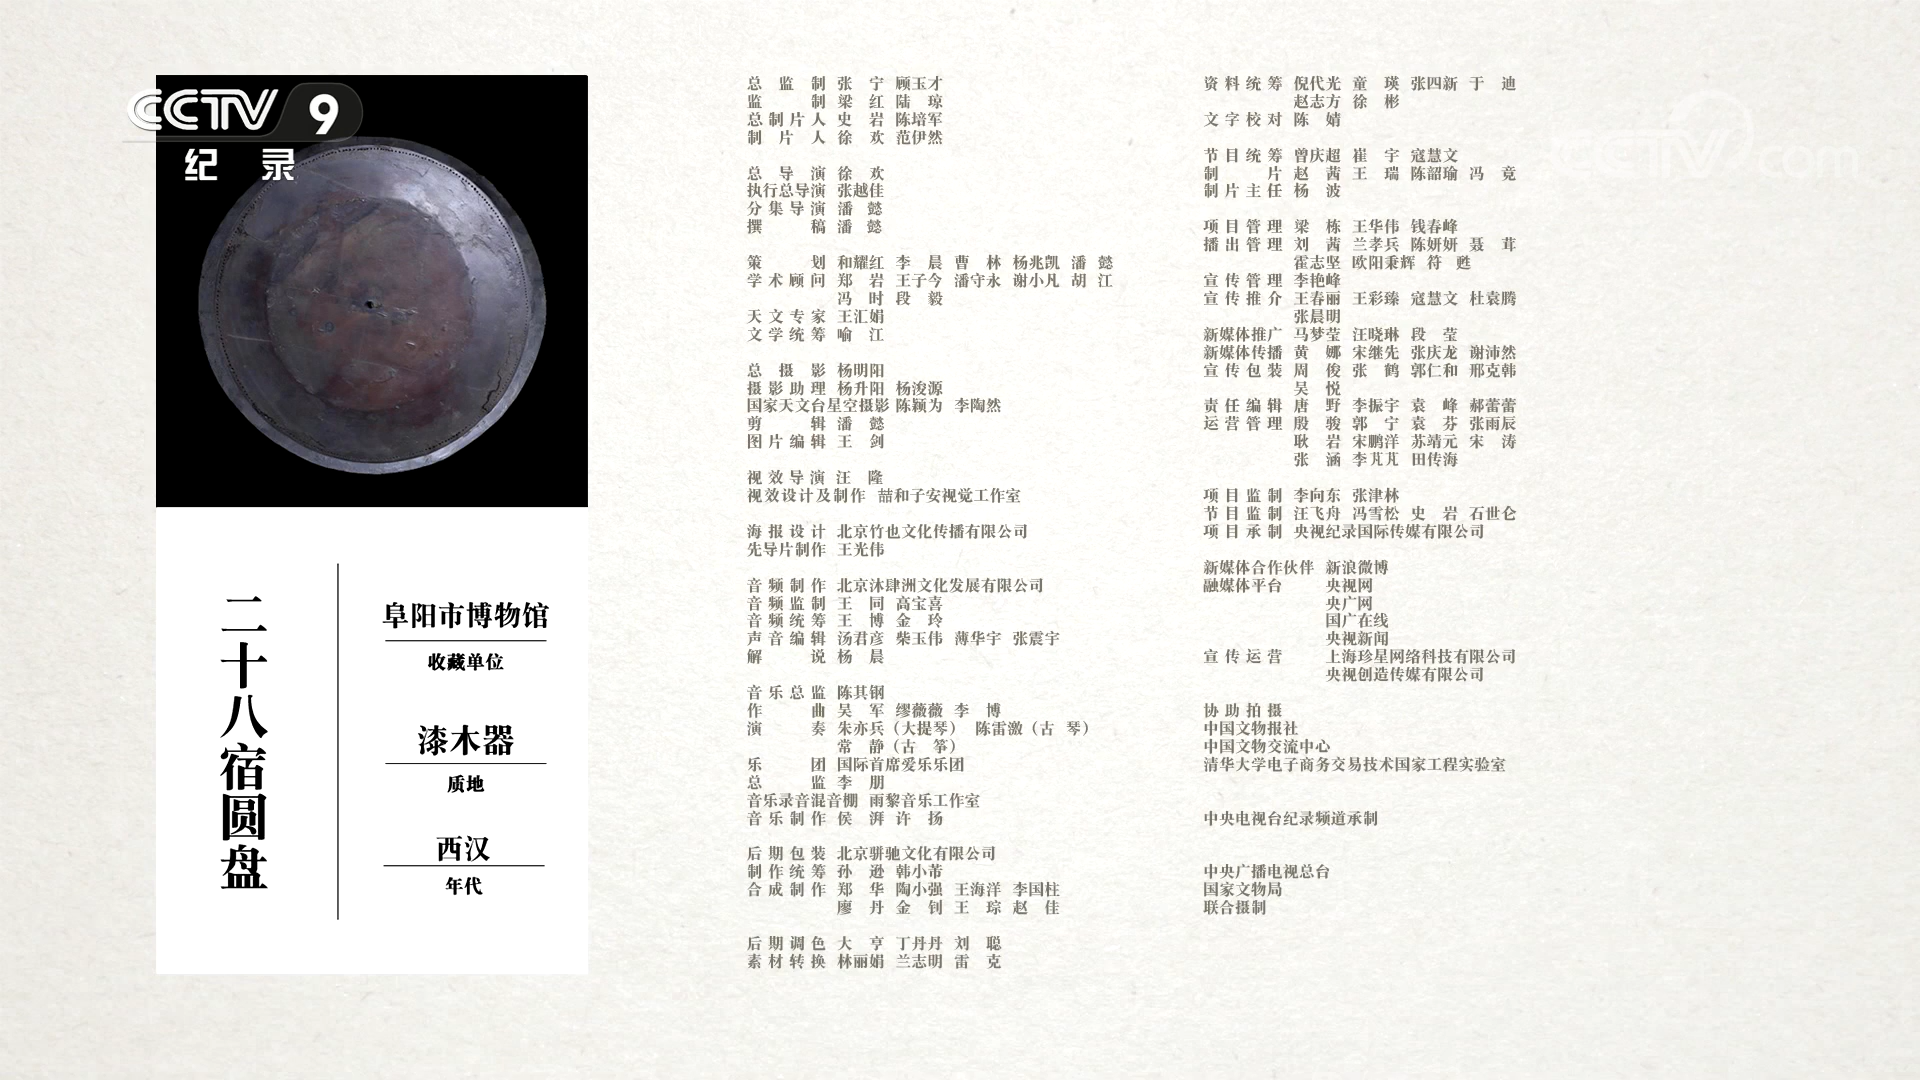 CCTV 9
纪 录
CCTV.com
二十八宿圆盘
阜阳市博物馆
收藏单位
漆木器
质地
西汉
年代
总监制 张宁 顾玉才
监制 梁红 陆琼
总制片人 史岩 陈培军
制片人 徐欢 范伊然
总导演 徐欢
执行总导演 张越佳
分集导演 潘懿
撰稿 潘懿
策划 和耀红 李晨 曹林 杨兆凯 潘懿
学术顾问 郑岩 王子今 潘守永 谢小凡 胡江
冯时 段毅
天文专家 王汇娟
文学统筹 喻江
总摄影 杨明阳
摄影助理 杨升阳 杨浚源
国家天文台星空摄影 陈颖为 李陶然
剪辑 潘懿
图片编辑 王剑
视效导演 汪隆
视效设计及制作 喆和子安视觉工作室
海报设计 北京竹也文化传播有限公司
先导片制作 王光伟
音频制作 北京沐肆洲文化发展有限公司
音频监制 王同 高宝喜
音频统筹 王博 金玲
声音编辑 汤君彦 柴玉伟 薄华宇 张震宇
解说 杨晨
音乐总监 陈其钢
作曲 吴军 缪薇薇 李博
演奏 朱亦兵（大提琴） 陈雷激（古琴）
常静（古筝）
乐团 国际首席爱乐乐团
总监 李朋
音乐录音混音棚 雨黎音乐工作室
音乐制作 侯湃 许扬
后期包装 北京骈驰文化有限公司
制作统筹 孙逊 韩小芾
合成制作 郑华 陶小强 王海洋 李国柱
廖丹 金钊 王琮 赵佳
后期调色 大亨 丁丹丹 刘聪
素材转换 林丽娟 兰志明 雷克
资料统筹 倪代光 童瑛 张四新 于迪
赵志方 徐彬
文字校对 陈婧
节目统筹 曾庆超 崔宇 寇慧文
制片 赵茜 王瑞 陈韶瑜 冯竞
制片主任 杨波
项目管理 梁栋 王华伟 钱春峰
播出管理 刘茜 兰孝兵 陈妍妍 聂茸
霍志坚 欧阳秉辉 符甦
宣传管理 李艳峰
宣传推介 王春丽 王彩臻 寇慧文 杜袁腾
张晨明
新媒体推广 马梦莹 汪晓琳 段莹
新媒体传播 黄娜 宋继先 张庆龙 谢沛然
宣传包装 周俊 张鹤 郭仁和 邢克韩
吴悦
责任编辑 唐野 李振宇 袁峰 郝蕾蕾
运营管理 殷骏 郭宁 袁芬 张雨辰
耿岩 宋鹏洋 苏靖元 宋涛
张涵 李芃芃 田传海
项目监制 李向东 张津林
节目监制 汪飞舟 冯雪松 史岩 石世仑
项目承制 央视纪录国际传媒有限公司
新媒体合作伙伴 新浪微博
融媒体平台 央视网
央广网
国广在线
央视新闻
宣传运营 上海珍星网络科技有限公司
央视创造传媒有限公司
协助拍摄
中国文物报社
中国文物交流中心
清华大学电子商务交易技术国家工程实验室
中央电视台纪录频道承制
中央广播电视总台
国家文物局
联合摄制